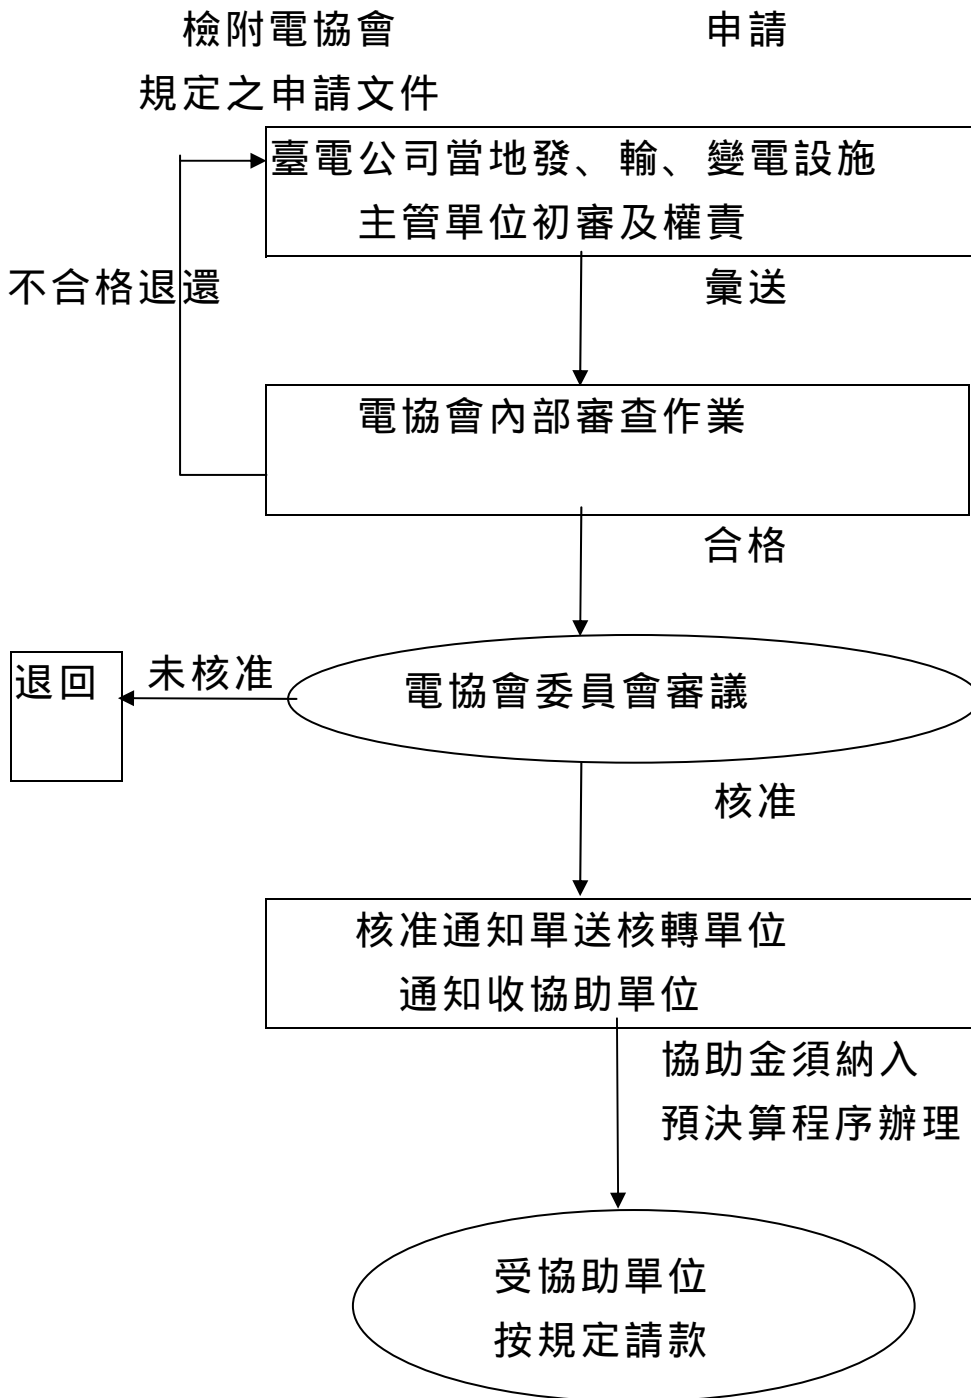 檢附電協會
申請
規定之申請文件
臺電公司當地發、輸、變電設施
主管單位初審及權責
不合格退還
彙送
電協會內部審查作業
合格
退回
未核准
電協會委員會審議
核准
核准通知單送核轉單位
通知收協助單位
協助金須納入
預決算程序辦理
受協助單位
按規定請款